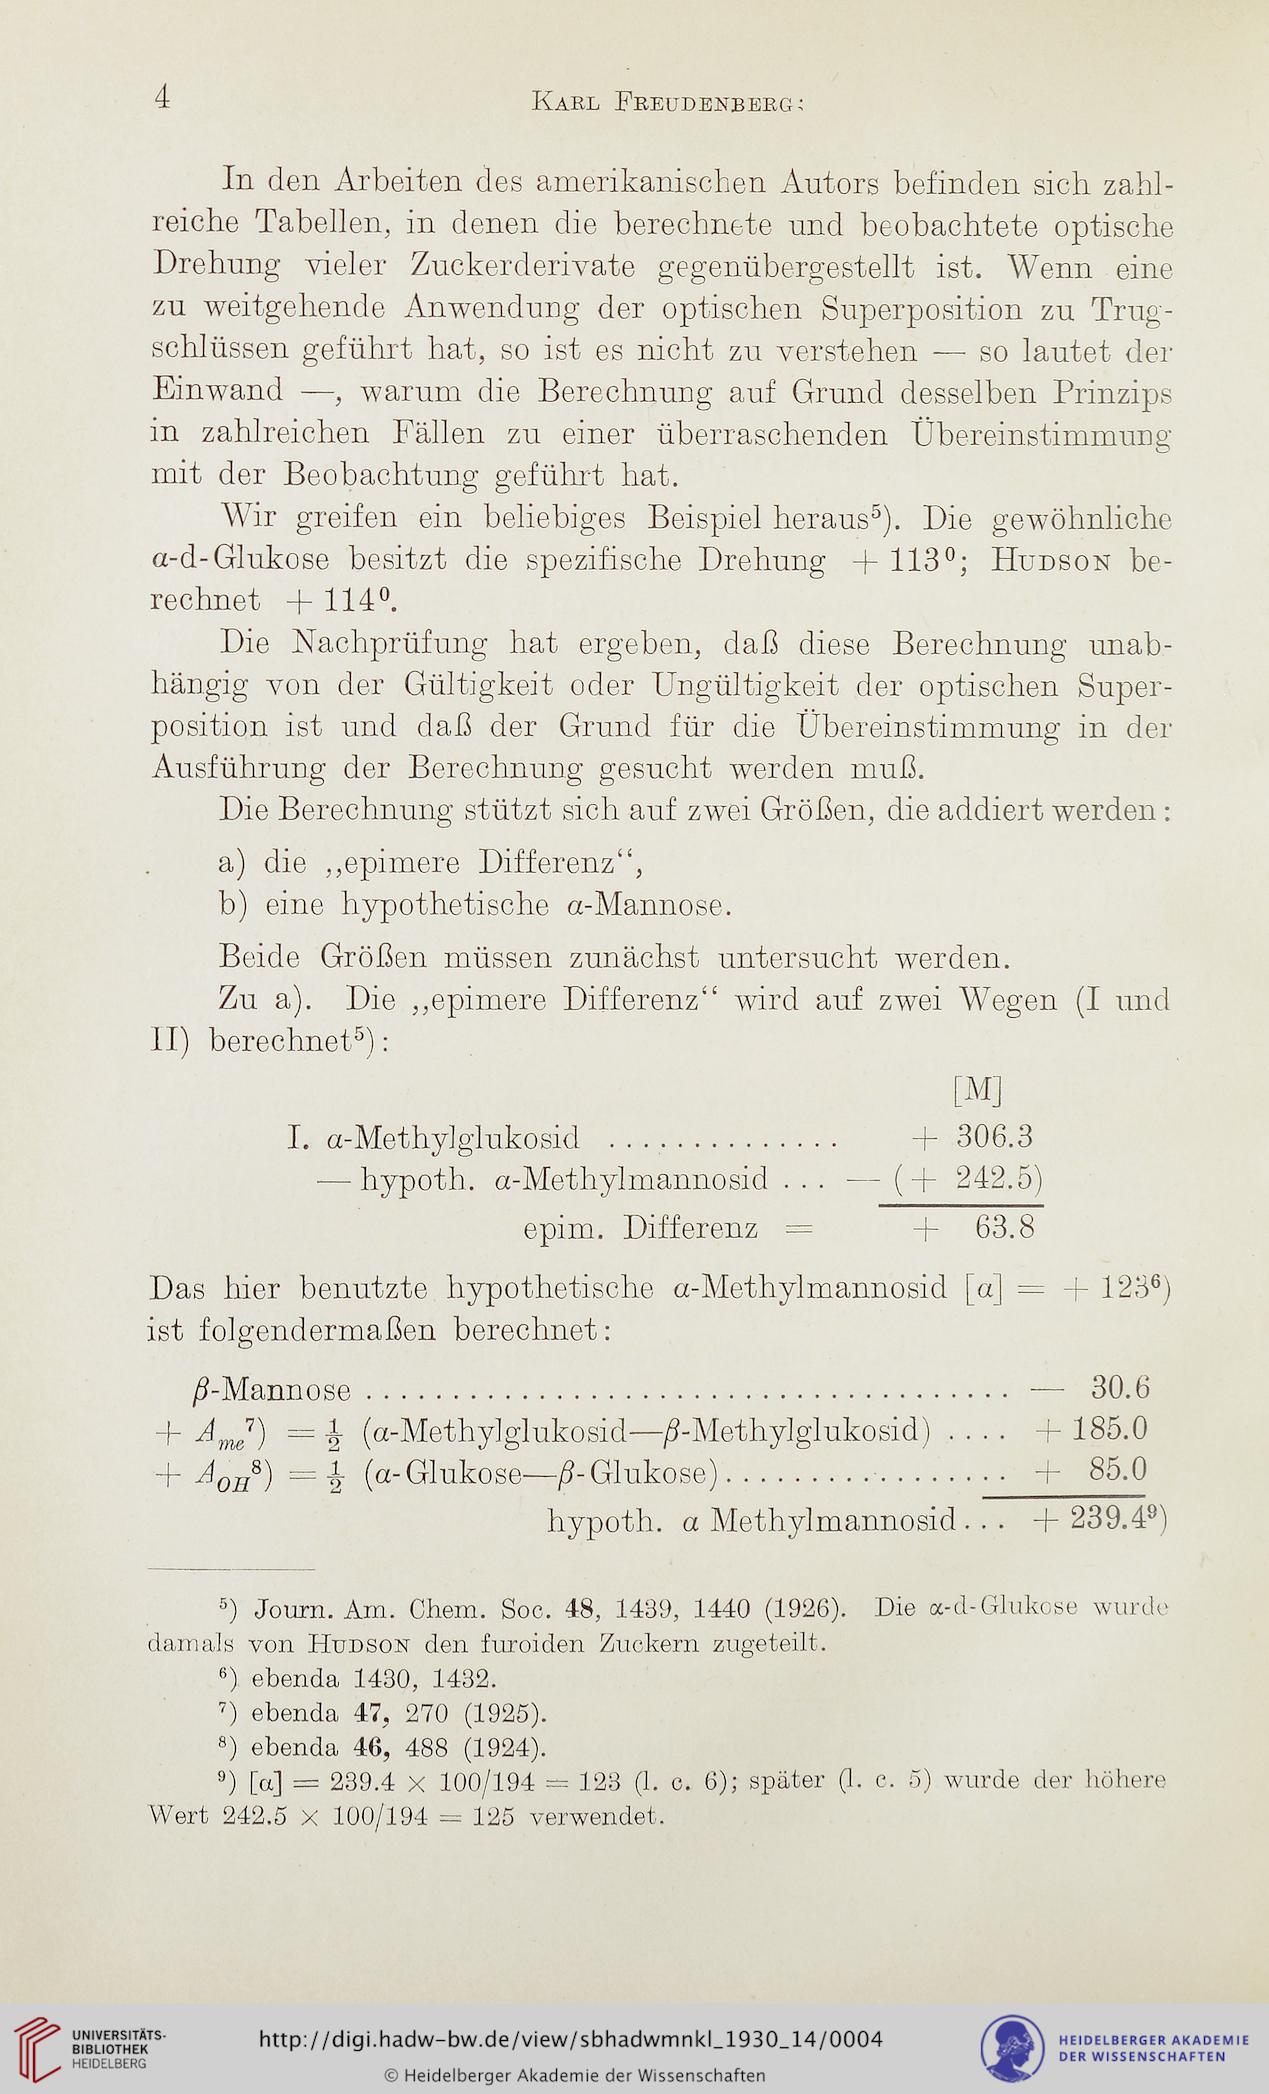 4
KARL FREUDENBERG:
In den Arbeiten des amerikanischen Autors befinden sich zahl-
reiche Tabellen, in denen die berechnete und beobachtete optische
Drehung vieler Zuckerderivate gegenübergestellt ist. Wenn eine
zu weitgehende Anwendung der optischen Superposition zu Trug-
schlüssen geführt hat, so ist es nicht zu verstehen — so lautet der
Einwand —, warum die Berechnung auf Grund desselben Prinzips
in zahlreichen Fällen zu einer überraschenden Übereinstimmung
mit der Beobachtung geführt hat.
Wir greifen ein beliebiges Beispiel heraus⁵). Die gewöhnliche
α-d-Glukose besitzt die spezifische Drehung + 113⁰; HUDSON be-
rechnet + 114⁰.
Die Nachprüfung hat ergeben, daß diese Berechnung unab-
hängig von der Gültigkeit oder Ungültigkeit der optischen Super-
position ist und daß der Grund für die Übereinstimmung in der
Ausführung der Berechnung gesucht werden muß.
Die Berechnung stützt sich auf zwei Größen, die addiert werden:
a) die „epimere Differenz“,
b) eine hypothetische α-Mannose.
Beide Größen müssen zunächst untersucht werden.
Zu a). Die „epimere Differenz“ wird auf zwei Wegen (I und
II) berechnet⁵):
[M]
I. α-Methylglukosid .............. + 306.3
— hypoth. α-Methylmannosid ... — (+ 242.5)
epim. Differenz = + 63.8
Das hier benutzte hypothetische α-Methylmannosid [α] = + 123⁶)
ist folgendermaßen berechnet:
β-Mannose ...................................... — 30.6
+ A_me⁷) = ½ (α-Methylglukosid—β-Methylglukosid) .... + 185.0
+ A_OH⁸) = ½ (α-Glukose—β-Glukose)................. + 85.0
hypoth. α Methylmannosid... + 239.4⁹)
⁵) Journ. Am. Chem. Soc. 48, 1439, 1440 (1926). Die α-d-Glukose wurde
damals von HUDSON den furoiden Zuckern zugeteilt.
⁶) ebenda 1430, 1432.
⁷) ebenda 47, 270 (1925).
⁸) ebenda 46, 488 (1924).
⁹) [α] = 239.4 × 100/194 = 123 (l. c. 6); später (l. c. 5) wurde der höhere
Wert 242.5 × 100/194 = 125 verwendet.
UNIVERSITÄTS-
BIBLIOTHEK
HEIDELBERG
http://digi.hadw-bw.de/view/sbhadwmnkl_1930_14/0004
© Heidelberger Akademie der Wissenschaften
HEIDELBERGER AKADEMIE
DER WISSENSCHAFTEN